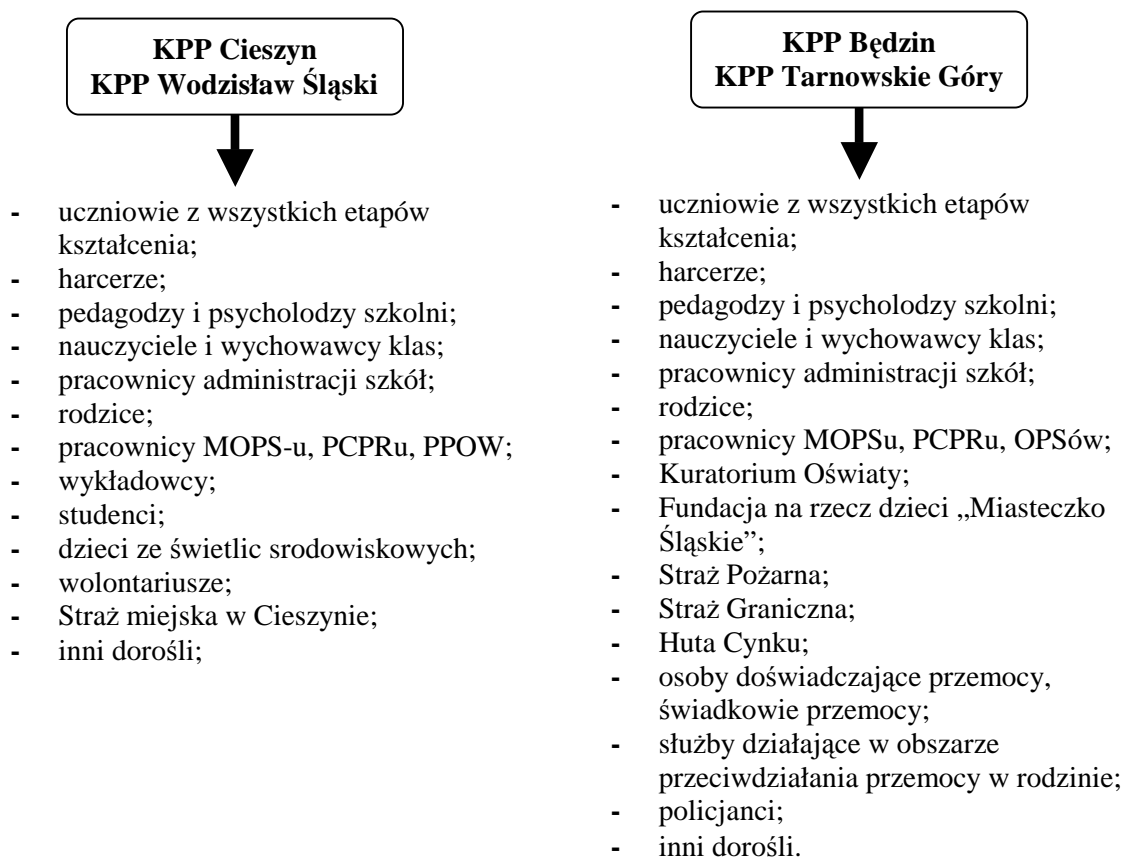 KPP Cieszyn
KPP Wodzisław Śląski
- uczniowie z wszystkich etapów
kształcenia;
- harcerze;
- pedagodzy i psycholodzy szkolni;
- nauczyciele i wychowawcy klas;
- pracownicy administracji szkół;
- rodzice;
- pracownicy MOPS-u, PCPRu, PPOW;
- wykładowcy;
- studenci;
- dzieci ze świetlic srodowiskowych;
- wolontariusze;
- Straż miejska w Cieszynie;
- inni dorośli;
KPP Będzin
KPP Tarnowskie Góry
- uczniowie z wszystkich etapów
kształcenia;
- harcerze;
- pedagodzy i psycholodzy szkolni;
- nauczyciele i wychowawcy klas;
- pracownicy administracji szkół;
- rodzice;
- pracownicy MOPSu, PCPRu, OPSów;
- Kuratorium Oświaty;
- Fundacja na rzecz dzieci „Miasteczko
Śląskie”;
- Straż Pożarna;
- Straż Graniczna;
- Huta Cynku;
- osoby doświadczające przemocy,
świadkowie przemocy;
- służby działające w obszarze
przeciwdziałania przemocy w rodzinie;
- policjanci;
- inni dorośli.